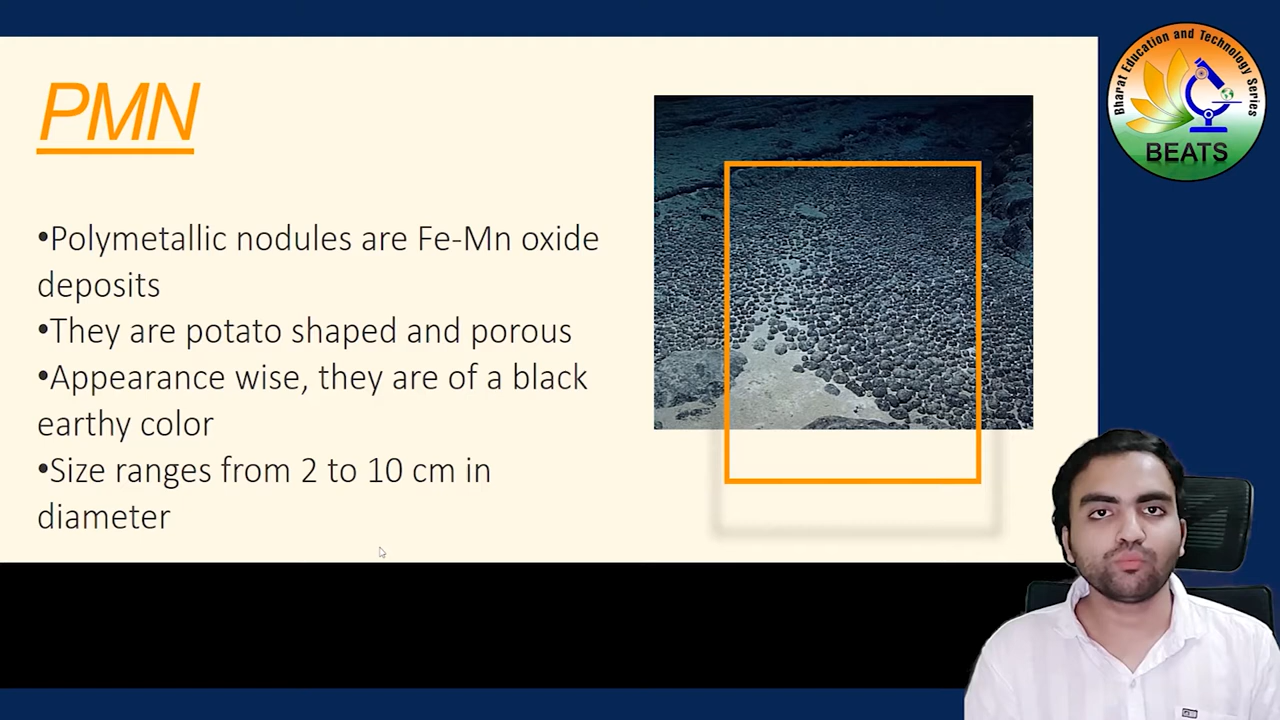 PMN
•Polymetallic nodules are Fe-Mn oxide
deposits
•They are potato shaped and porous
•Appearance wise, they are of a black
earthy color
•Size ranges from 2 to 10 cm in
diameter
Bharat Education and Technology Series
BEATS